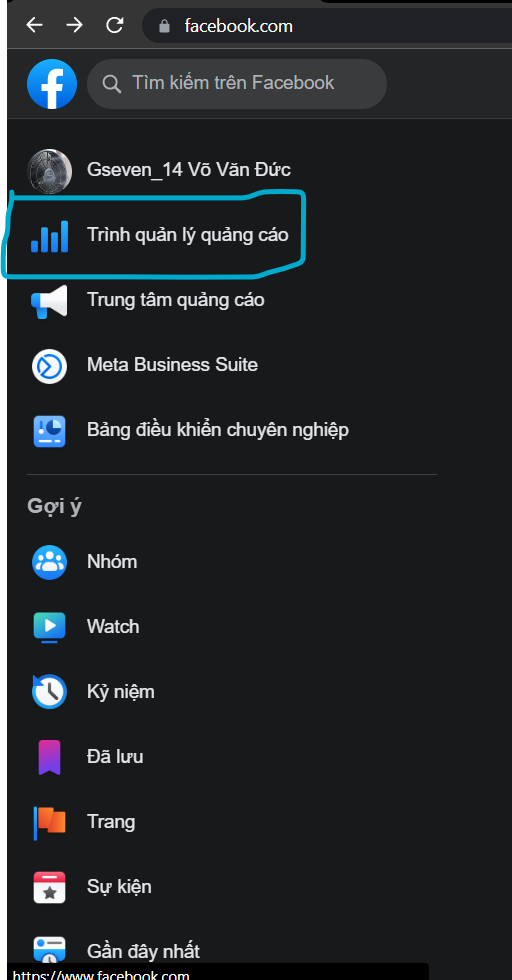 facebook.com
Tìm kiếm trên Facebook
Gseven_14 Võ Văn Đức
Trình quản lý quảng cáo
Trung tâm quảng cáo
Meta Business Suite
Bảng điều khiển chuyên nghiệp
Gợi ý
Nhóm
Watch
Kỷ niệm
Đã lưu
Trang
Sự kiện
Gần đây nhất
https://www.facebook.com